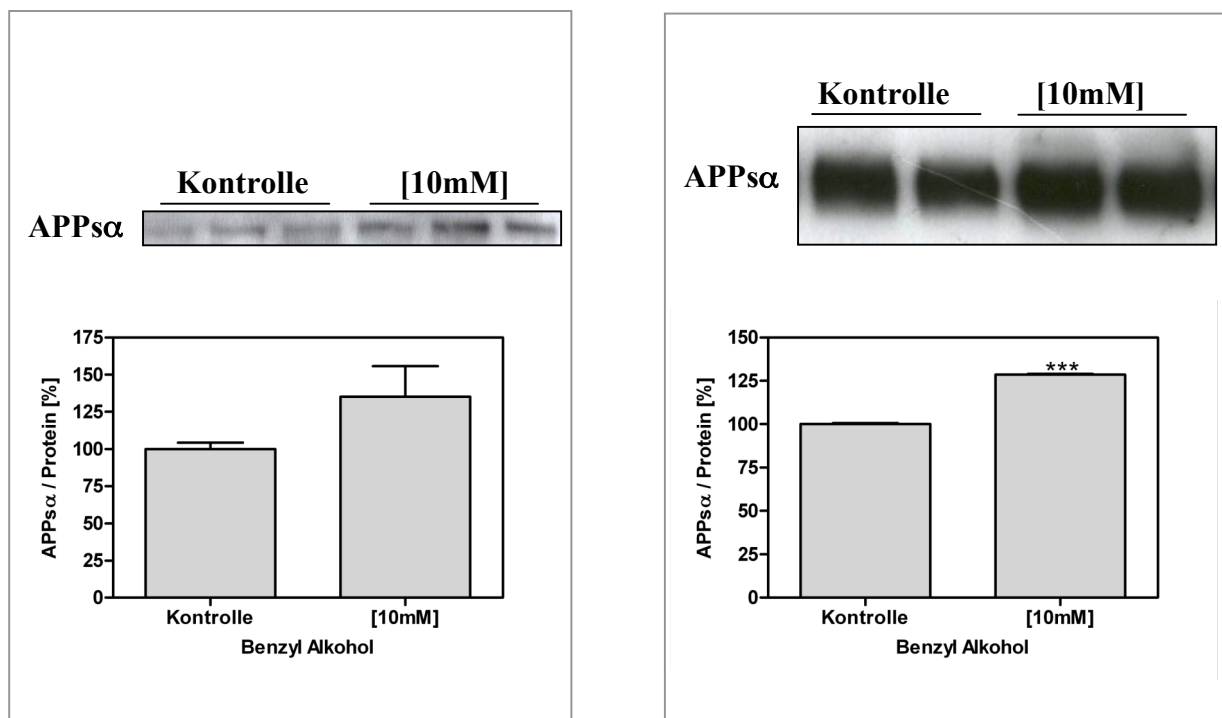 Kontrolle [10mM]
APPsα
175
150
125
100
75
50
25
0
APPsα / Protein [%]
Kontrolle [10mM]
Benzyl Alkohol
Kontrolle [10mM]
APPsα
150
125
100
75
50
25
0
APPsα / Protein [%]
***
Kontrolle [10mM]
Benzyl Alkohol